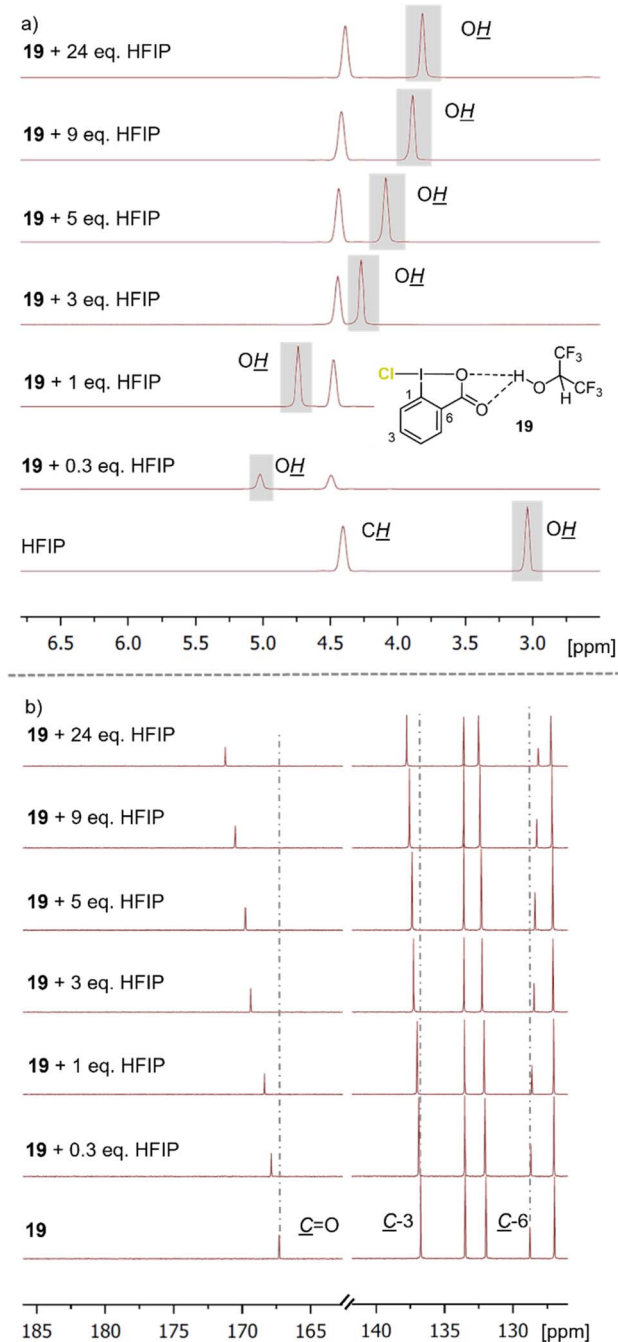 a)
19 + 24 eq. HFIP
OH
19 + 9 eq. HFIP
OH
19 + 5 eq. HFIP
OH
19 + 3 eq. HFIP
OH
OH
19 + 1 eq. HFIP
Cl
I
O
O
1
6
3
H
O
H
CF3
CF3
19
19 + 0.3 eq. HFIP
OH
HFIP
CH
OH
6.5 6.0 5.5 5.0 4.5 4.0 3.5 3.0 [ppm]
b)
19 + 24 eq. HFIP
19 + 9 eq. HFIP
19 + 5 eq. HFIP
19 + 3 eq. HFIP
19 + 1 eq. HFIP
19 + 0.3 eq. HFIP
19
C=O
C-3
C-6
185 180 175 170 165 140 135 130 [ppm]